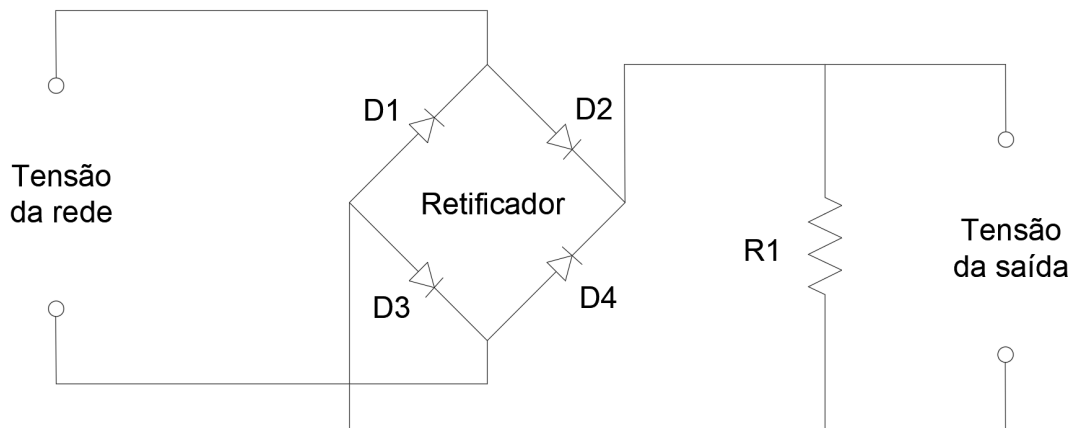 D1
D2
Tensão
da rede
Retificador
R1
Tensão
da saída
D3
D4